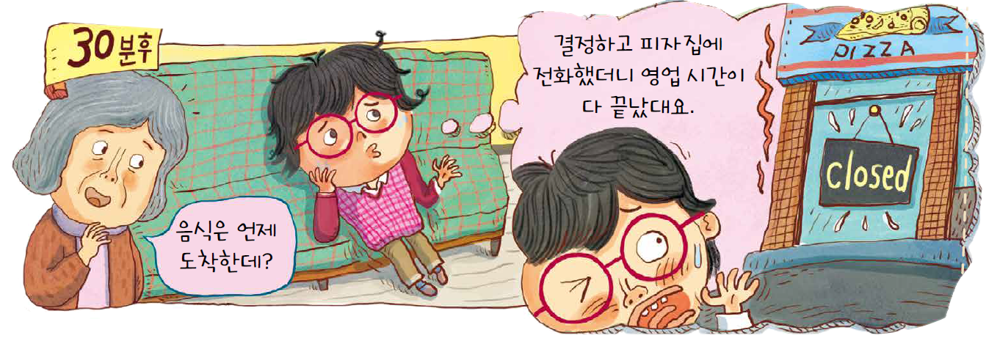 30분후
음식은 언제
도착한데?
결정하고 피자집에
전화했더니 영업 시간이
다 끝났대요.
PIZZA
closed